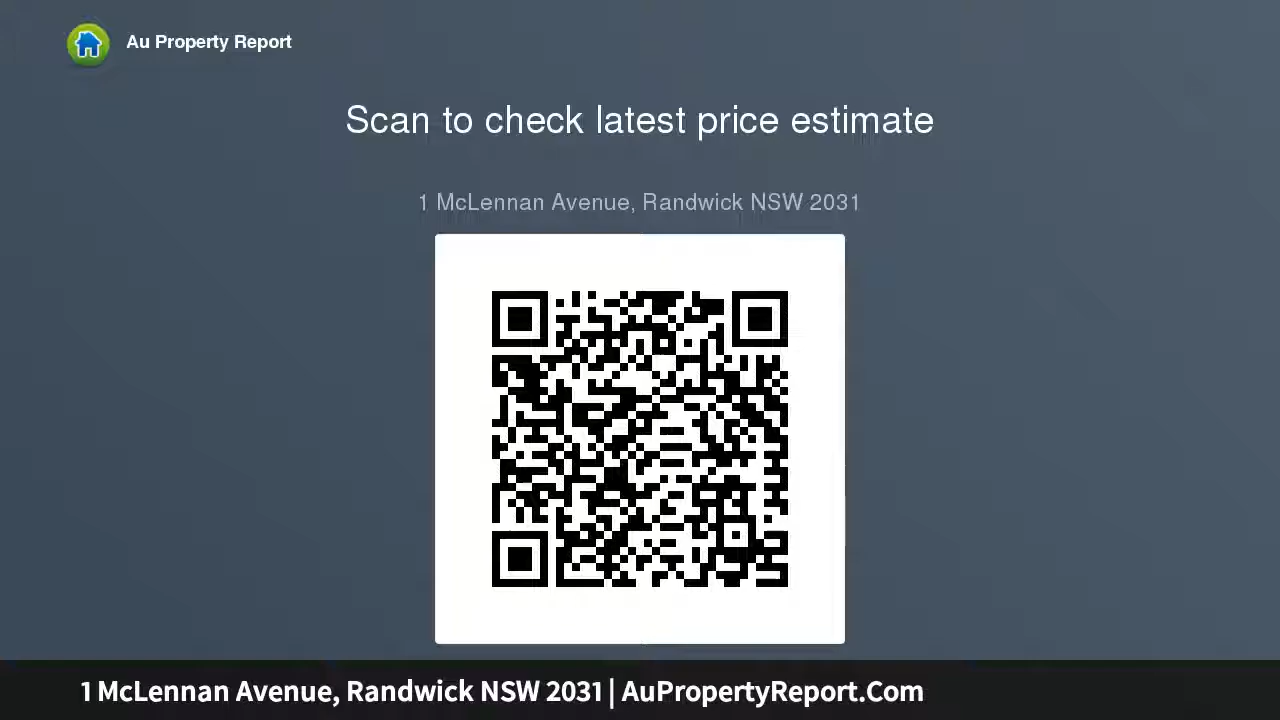 Au Property Report
Scan to check latest price estimate
1 McLennan Avenue, Randwick NSW 2031
1 McLennan Avenue, Randwick NSW 2031 | AuPropertyReport.Com